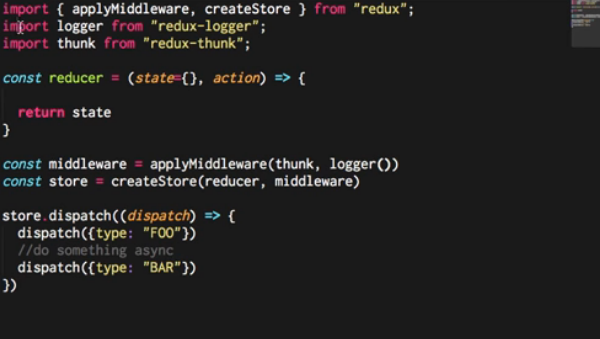 import { applyMiddleware, createStore } from "redux";
import logger from "redux-logger";
import thunk from "redux-thunk";
const reducer = (state={}, action) => {
return state
}
const middleware = applyMiddleware(thunk, logger())
const store = createStore(reducer, middleware)
store.dispatch((dispatch) => {
dispatch({type: "FOO"})
//do something async
dispatch({type: "BAR"})
})